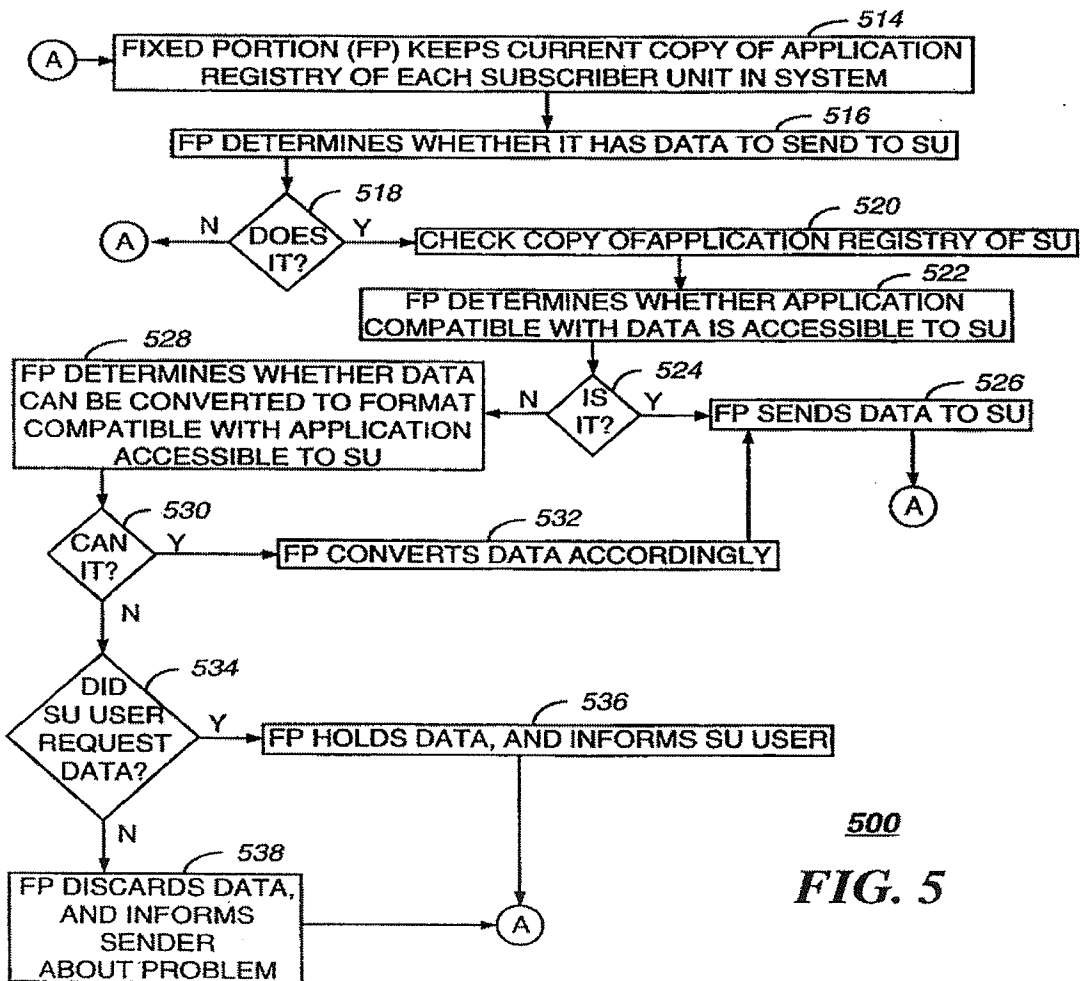 514
A
FIXED PORTION (FP) KEEPS CURRENT COPY OF APPLICATION
REGISTRY OF EACH SUBSCRIBER UNIT IN SYSTEM
516
FP DETERMINES WHETHER IT HAS DATA TO SEND TO SU
518
DOES
IT?
N
A
Y
520
CHECK COPY OFAPPLICATION REGISTRY OF SU
522
FP DETERMINES WHETHER APPLICATION
COMPATIBLE WITH DATA IS ACCESSIBLE TO SU
524
IS
IT?
N
Y
526
FP SENDS DATA TO SU
A
528
FP DETERMINES WHETHER DATA
CAN BE CONVERTED TO FORMAT
COMPATIBLE WITH APPLICATION
ACCESSIBLE TO SU
530
CAN
IT?
Y
532
FP CONVERTS DATA ACCORDINGLY
N
534
DID
SU USER
REQUEST
DATA?
Y
536
FP HOLDS DATA, AND INFORMS SU USER
N
538
FP DISCARDS DATA,
AND INFORMS
SENDER
ABOUT PROBLEM
A
500
FIG. 5